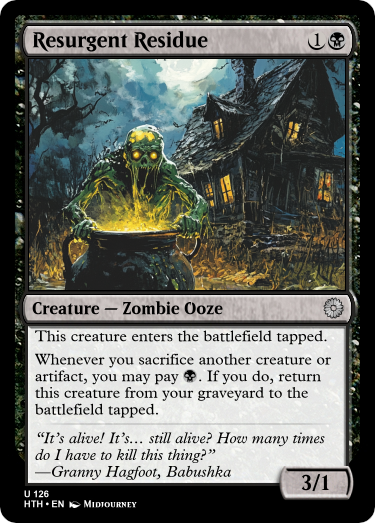 Resurgent Residue 1
Creature — Zombie Ooze
This creature enters the battlefield tapped.
Whenever you sacrifice another creature or
artifact, you may pay . If you do, return
this creature from your graveyard to the
battlefield tapped.
“It’s alive! It’s… still alive? How many times
do I have to kill this thing?”
—Granny Hagfoot, Babushka
3/1
U 126
HTH • EN Midjourney